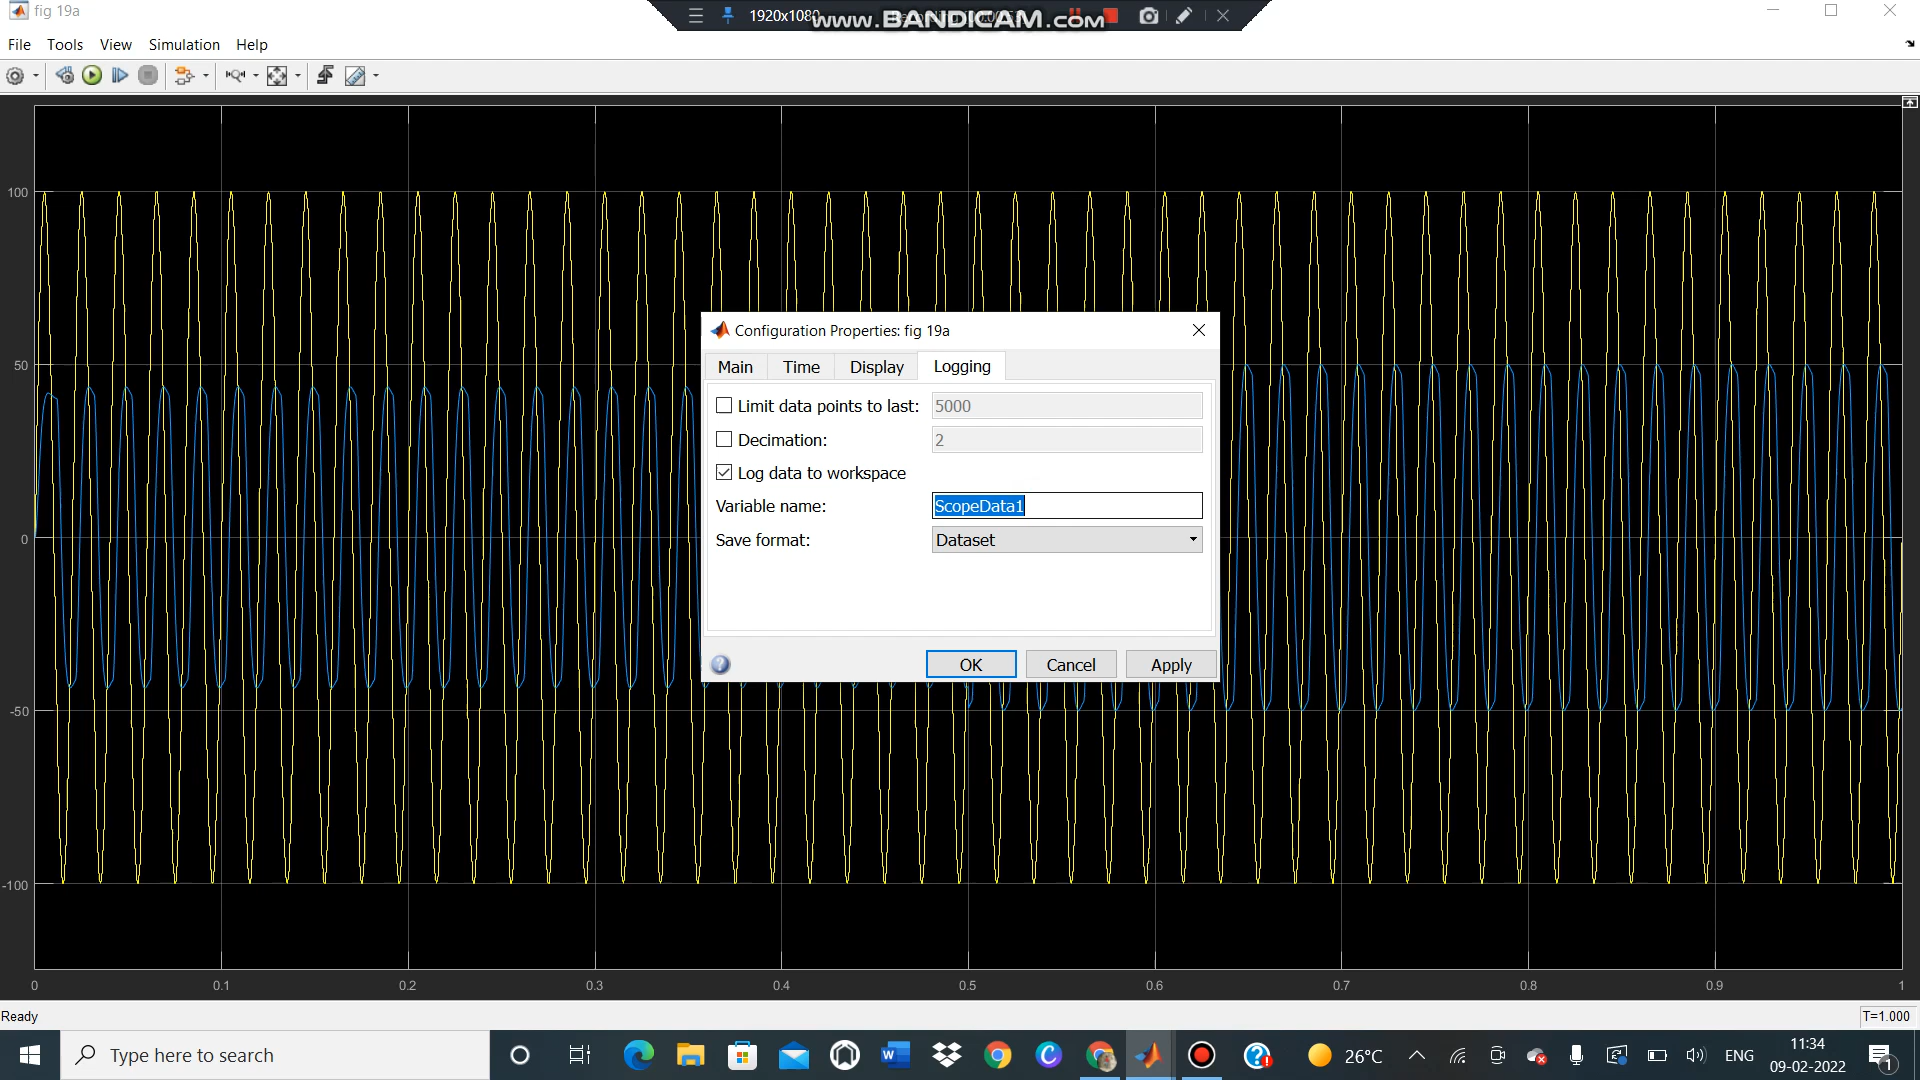 fig 19a
1920x1080
www.BANDICAM.com
File Tools View Simulation Help
100
50
0
-50
-100
0 0.1 0.2 0.3 0.4 0.5 0.6 0.7 0.8 0.9 1
Configuration Properties: fig 19a
Main Time Display Logging
Limit data points to last: 5000
Decimation: 2
Log data to workspace
Variable name: ScopeData1
Save format: Dataset
OK Cancel Apply
Ready
T=1.000
Type here to search
26°C
ENG
11:34
09-02-2022
1